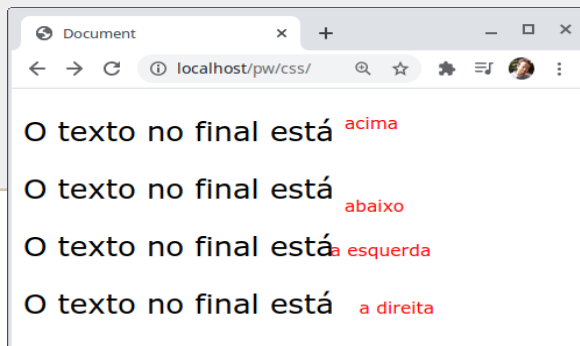 Document
localhost/pw/css/
O texto no final está acima
O texto no final está abaixo
O texto no final está a esquerda
O texto no final está a direita